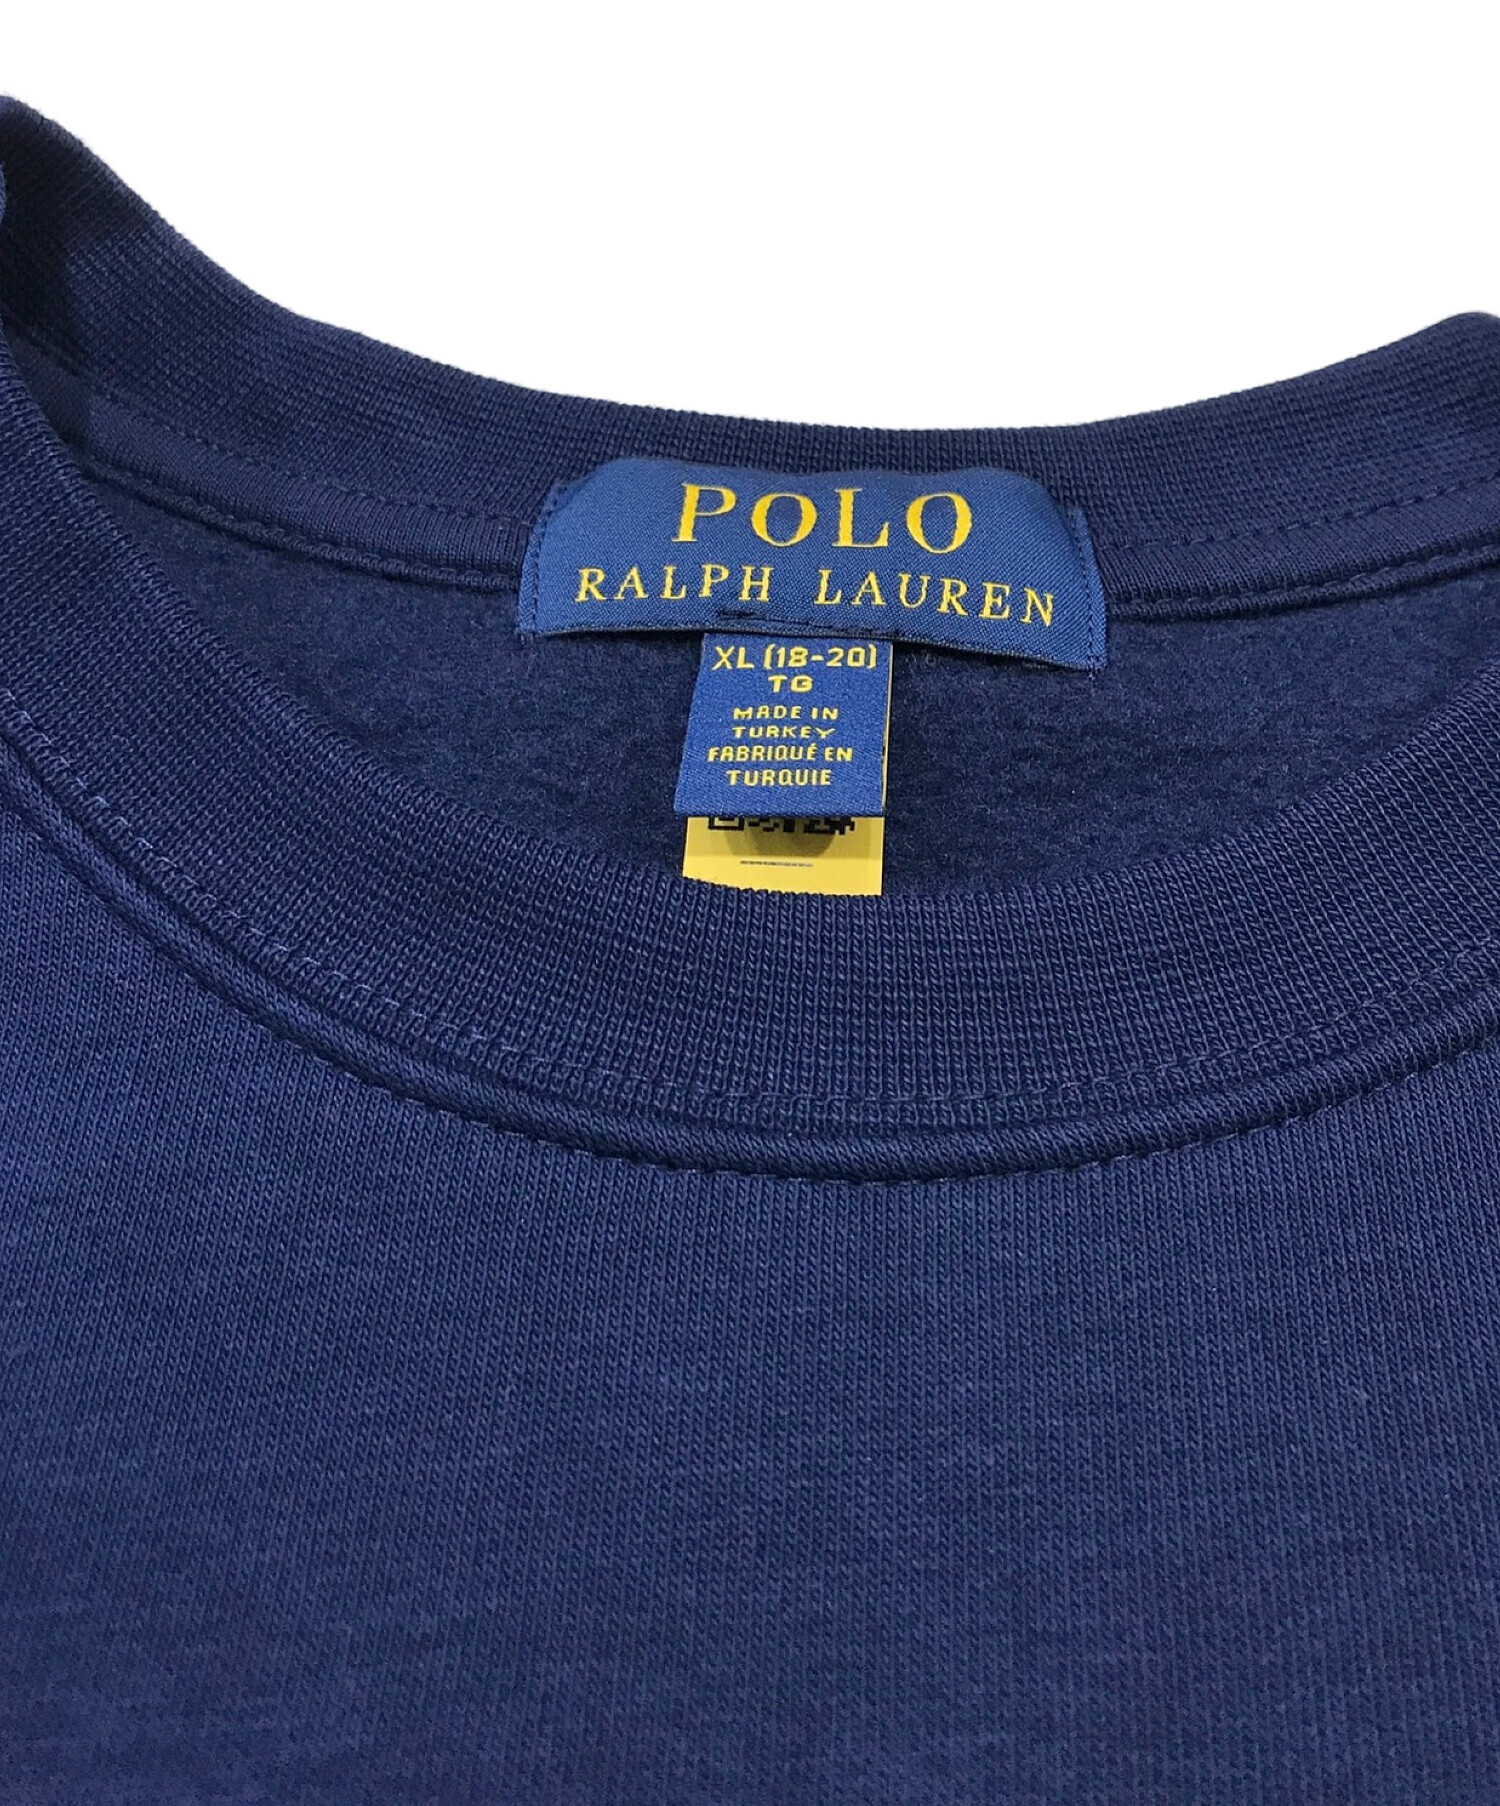 POLO
RALPH LAUREN
XL (18-20)
TG
MADE IN
TURKEY
FABRIQUÉ EN
TURQUIE